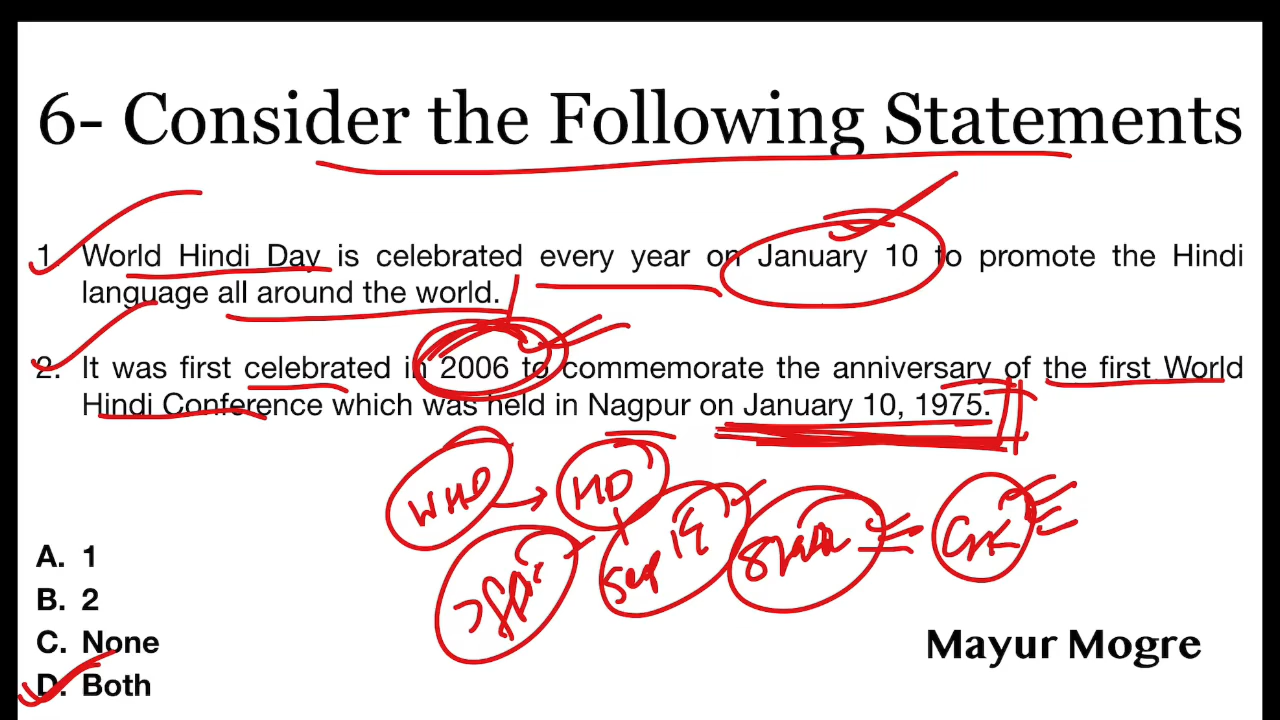 6- Consider the Following Statements
1. World Hindi Day is celebrated every year on January 10 to promote the Hindi
language all around the world.
2. It was first celebrated in 2006 to commemorate the anniversary of the first World
Hindi Conference which was held in Nagpur on January 10, 1975.
WHD HD
Sep 14
A. 1
B. 2
C. None
D. Both
Mayur Mogre